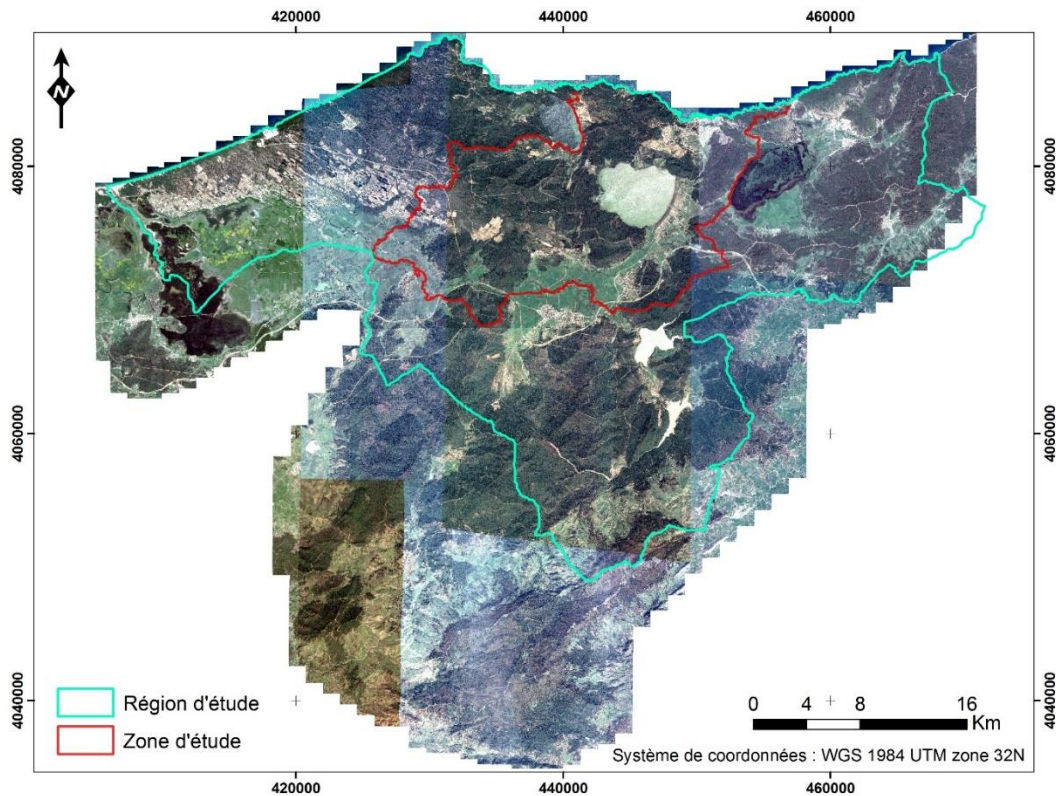 420000 440000 460000
N
4080000 4080000
4060000 4060000
4040000 4040000
Région d'étude
Zone d'étude
0 4 8 16
Km
Système de coordonnées : WGS 1984 UTM zone 32N
420000 440000 460000